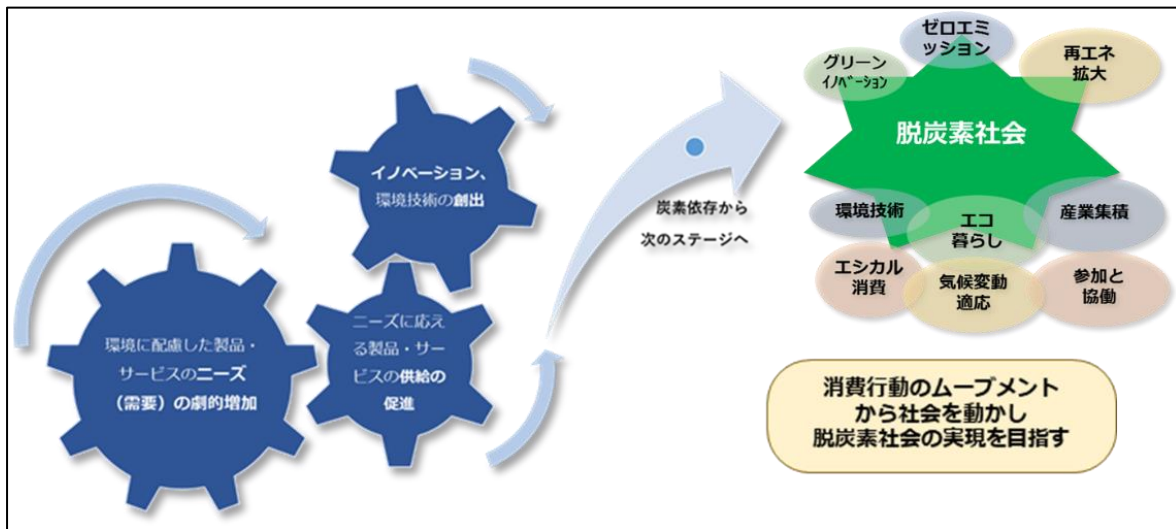 イノベーション、
環境技術の創出
環境に配慮した製品・
サービスのニーズ
（需要）の劇的増加
ニーズに応え
る製品・サー
ビスの供給の
促進
炭素依存から
次のステージへ
ゼロエミ
ッション
グリーン
ｲﾉﾍﾞｰｼｮﾝ
再エネ
拡大
脱炭素社会
環境技術
エコ
暮らし
産業集積
エシカル
消費
気候変動
適応
参加と
協働
消費行動のムーブメント
から社会を動かし
脱炭素社会の実現を目指す